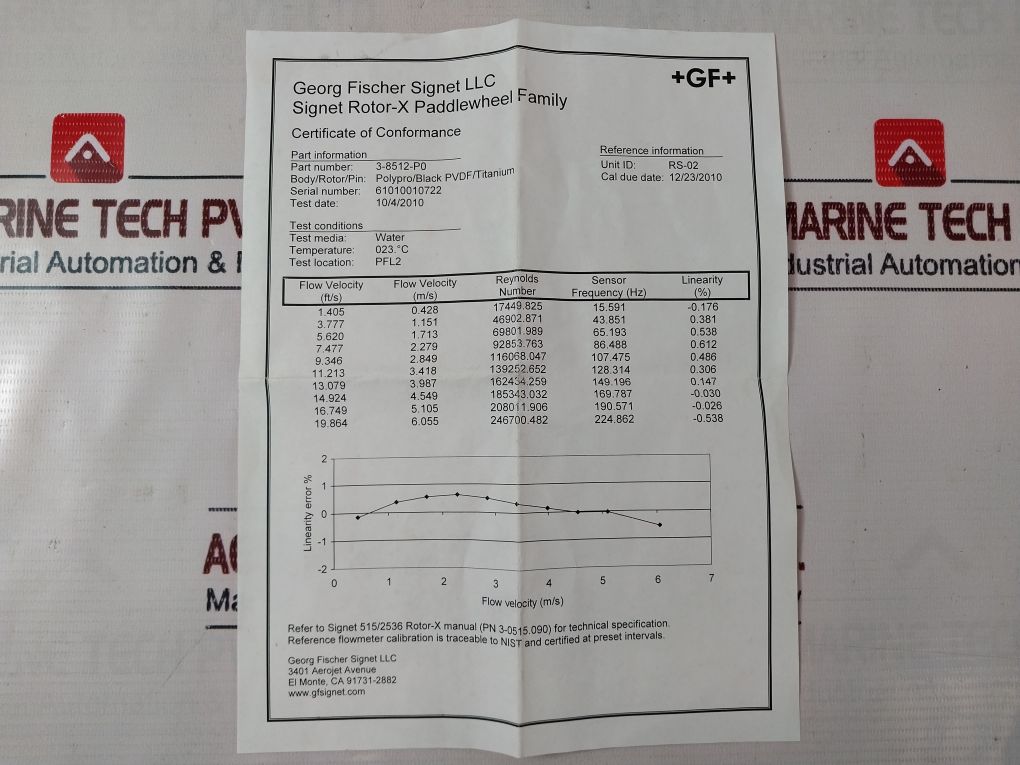 +GF+
Georg Fischer Signet LLC
Signet Rotor-X Paddlewheel Family
Certificate of Conformance
Part information
Part number: 3-8512-P0
Body/Rotor/Pin: Polypro/Black PVDF/Titanium
Serial number: 61010010722
Test date: 10/4/2010
Reference information
Unit ID: RS-02
Cal due date: 12/23/2010
Test conditions
Test media: Water
Temperature: 023.°C
Test location: PFL2
Flow Velocity (ft/s) Flow Velocity (m/s) Reynolds Number Sensor Frequency (Hz) Linearity (%)
1.405 0.428 17449.825 15.591 -0.176
3.777 1.151 46902.871 43.851 0.381
5.620 1.713 69801.989 65.193 0.538
7.477 2.279 92853.763 86.488 0.612
9.346 2.849 116068.047 107.475 0.486
11.213 3.418 139252.652 128.314 0.306
13.079 3.987 162434.259 149.196 0.147
14.924 4.549 185343.032 169.787 -0.030
16.749 5.105 208011.906 190.571 -0.026
19.864 6.055 246700.482 224.862 -0.538
Linearity error %
2
1
0
-1
-2
0 1 2 3 4 5 6 7
Flow velocity (m/s)
Refer to Signet 515/2536 Rotor-X manual (PN 3-0515.090) for technical specification.
Reference flowmeter calibration is traceable to NIST and certified at preset intervals.
Georg Fischer Signet LLC
3401 Aerojet Avenue
El Monte, CA 91731-2882
www.gfsignet.com
RINE TECH PV
rial Automation &
MARINE TECH
dustrial Automation
A
Ma